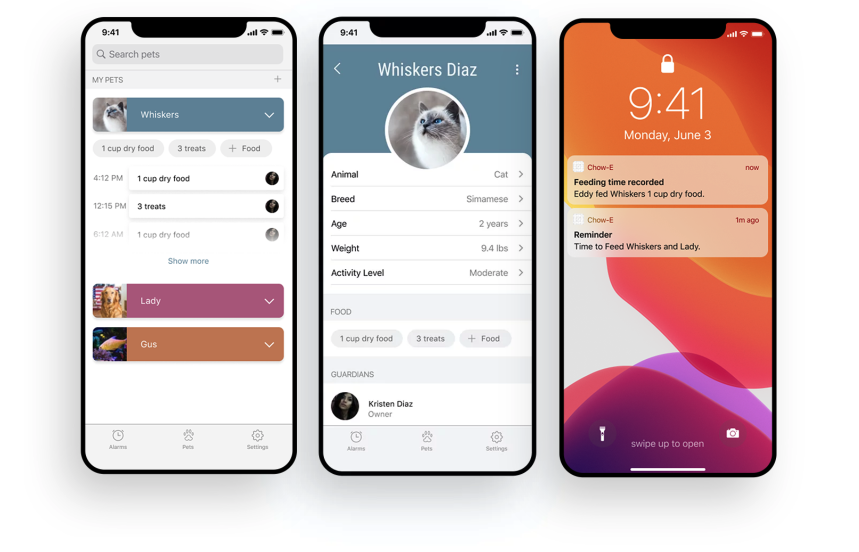 9:41
Search pets
MY PETS +
Whiskers
1 cup dry food 3 treats + Food
4:12 PM 1 cup dry food
12:15 PM 3 treats
6:12 AM 1 cup dry food
Show more
Lady
Gus
Alarms Pets Settings
9:41
Whiskers Diaz
Animal Cat
Breed Simamese
Age 2 years
Weight 9.4 lbs
Activity Level Moderate
FOOD
1 cup dry food 3 treats + Food
GUARDIANS
Kristen Diaz
Owner
Alarms Pets Settings
9:41
Monday, June 3
Chow-E now
Feeding time recorded
Eddy fed Whiskers 1 cup dry food.
Chow-E 1m ago
Reminder
Time to Feed Whiskers and Lady.
swipe up to open